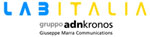 LABITALIA
gruppo adnkronos
Giuseppe Marra Communications